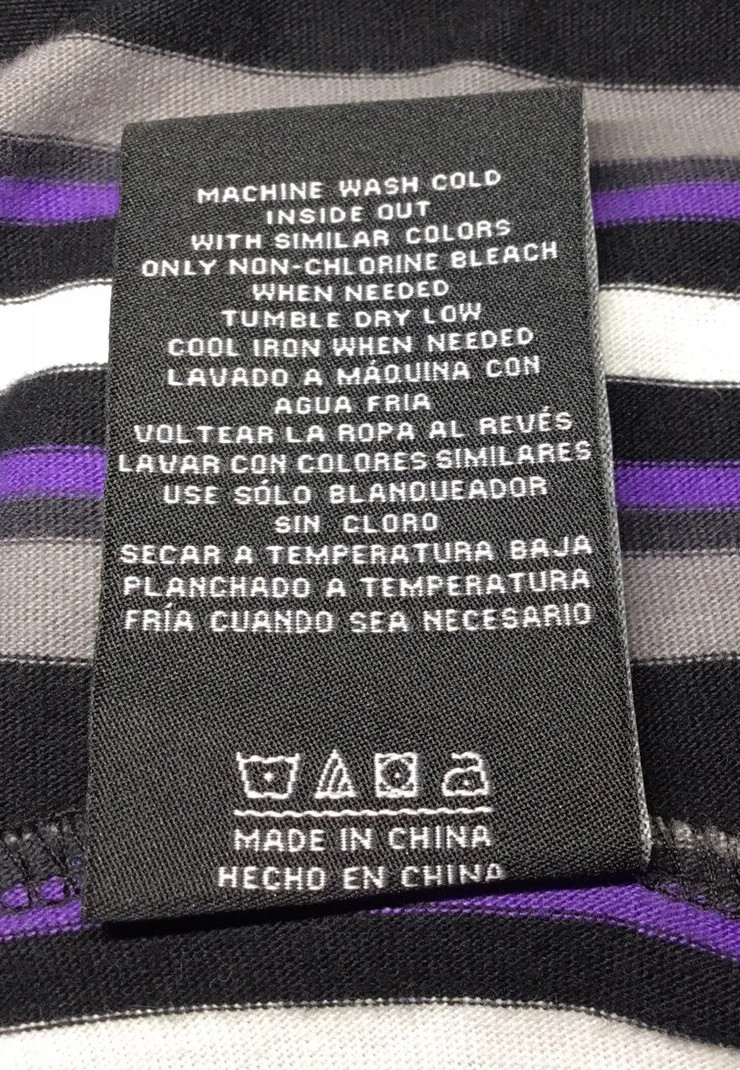 MACHINE WASH COLD
INSIDE OUT
WITH SIMILAR COLORS
ONLY NON-CHLORINE BLEACH
WHEN NEEDED
TUMBLE DRY LOW
COOL IRON WHEN NEEDED
LAVADO A MÁQUINA CON
AGUA FRIA
VOLTEAR LA ROPA AL REVÉS
LAVAR CON COLORES SIMILARES
USE SÓLO BLANQUEADOR
SIN CLORO
SECAR A TEMPERATURA BAJA
PLANCHADO A TEMPERATURA
FRÍA CUANDO SEA NECESARIO
MADE IN CHINA
HECHO EN CHINA